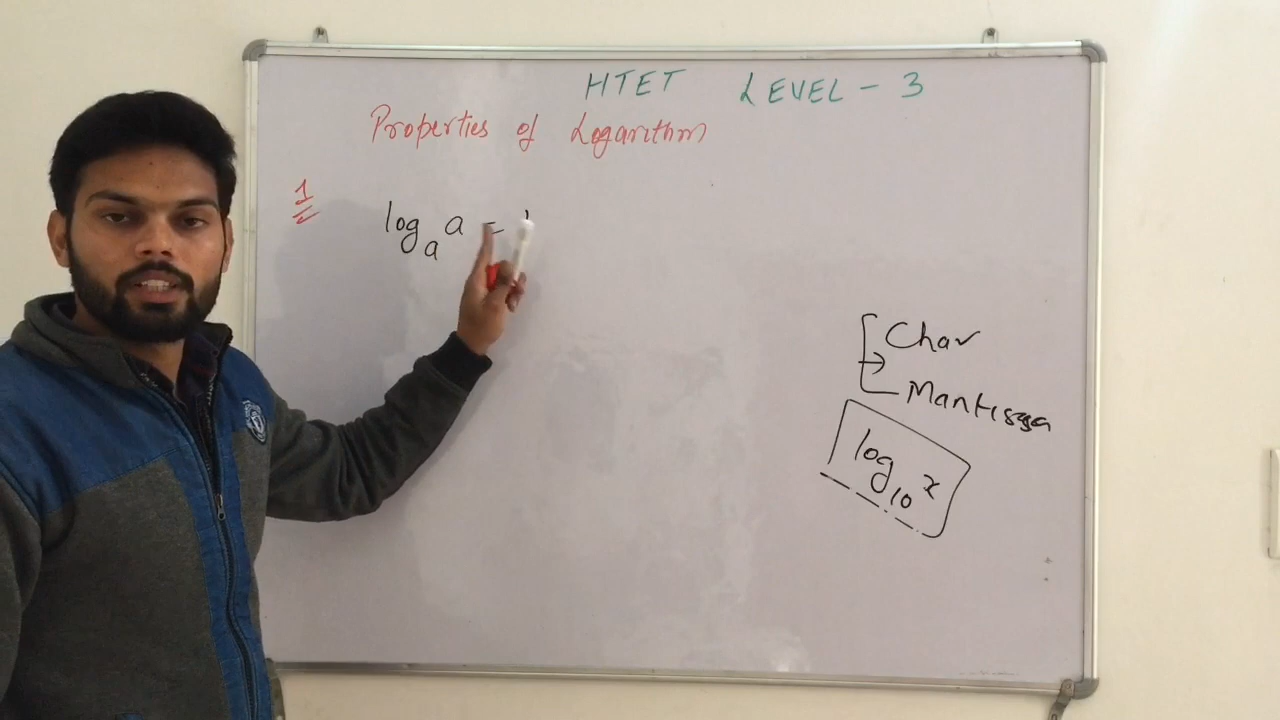 HTET LEVEL - 3
Properties of Logarithm
1
log_a a =
Char
Mantissa
log_10 x